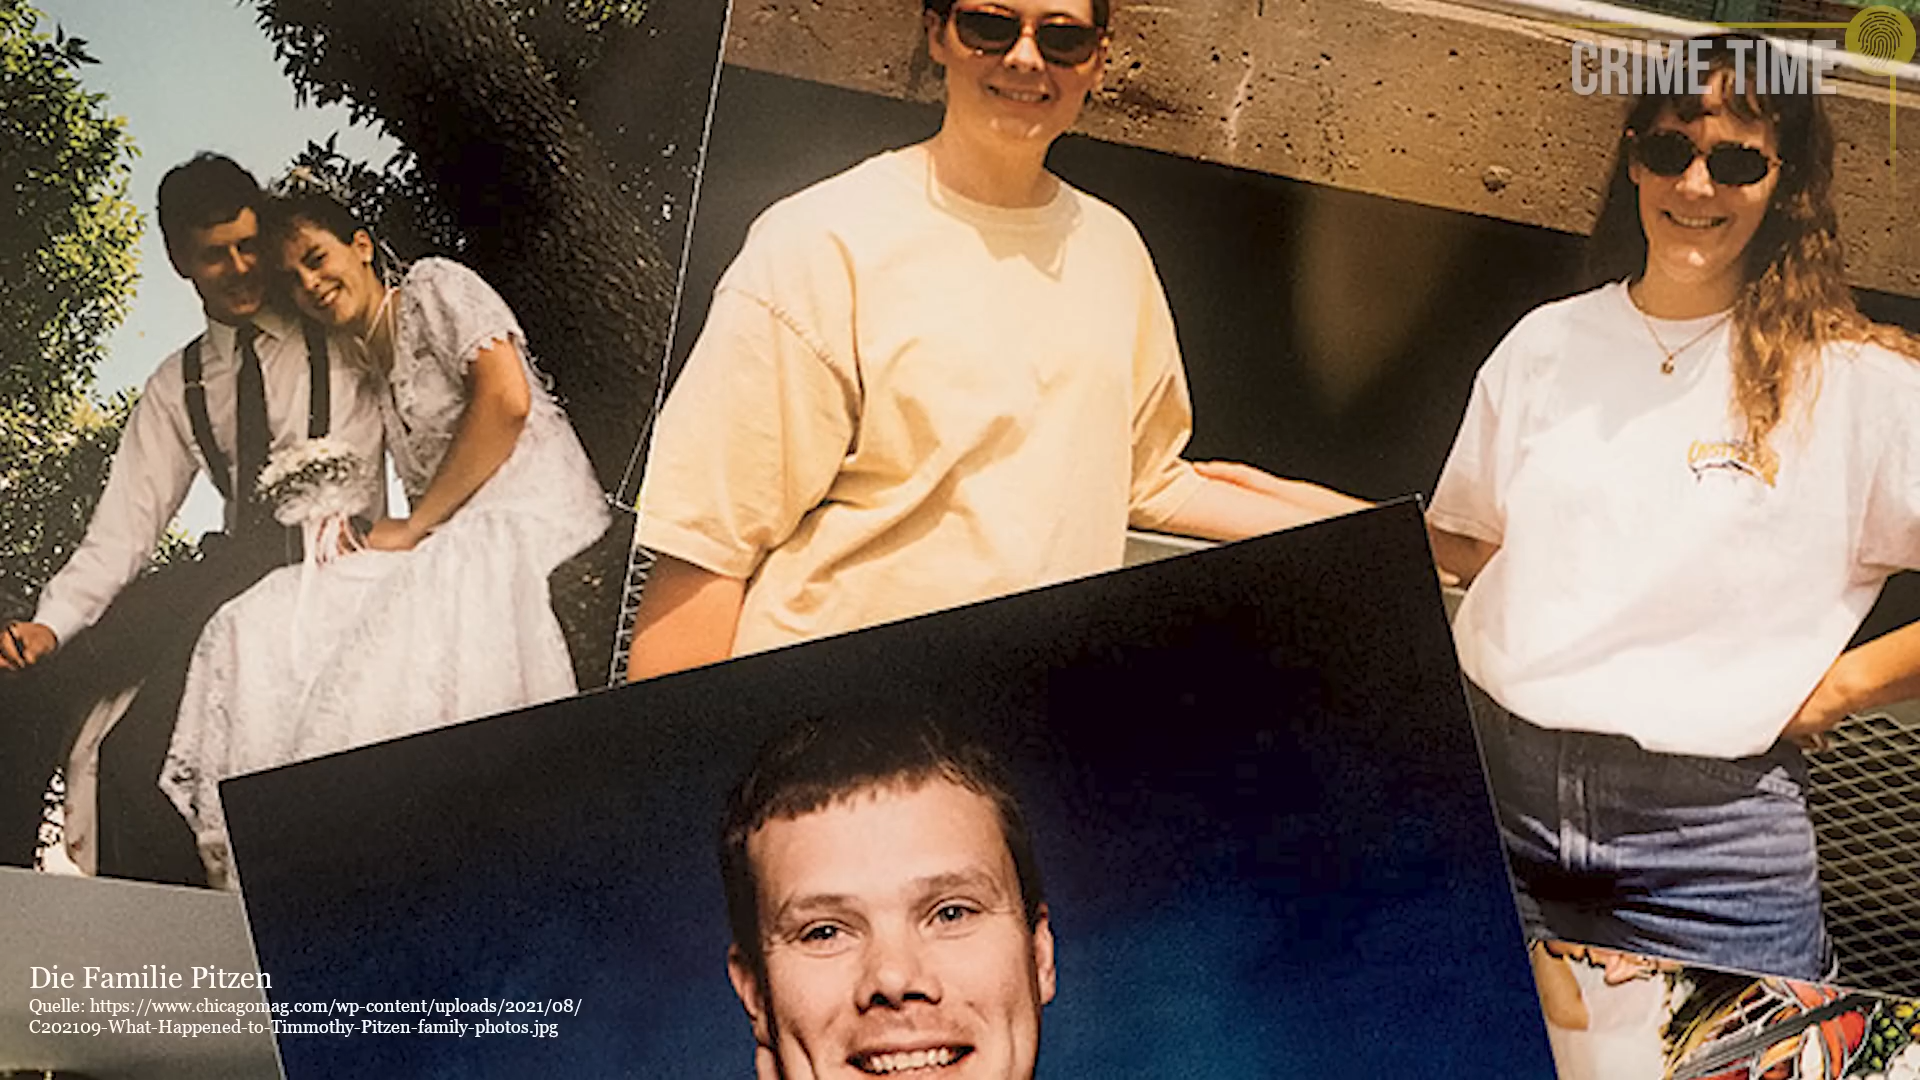 CRIME TIME
Die Familie Pitzen
Quelle: https://www.chicagomag.com/wp-content/uploads/2021/08/
C202109-What-Happened-to-Timmothy-Pitzen-family-photos.jpg